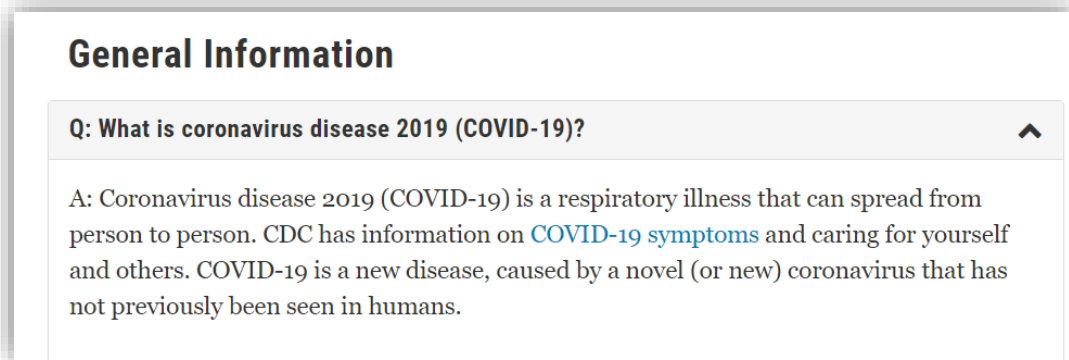 General Information
Q: What is coronavirus disease 2019 (COVID-19)?
A: Coronavirus disease 2019 (COVID-19) is a respiratory illness that can spread from
person to person. CDC has information on COVID-19 symptoms and caring for yourself
and others. COVID-19 is a new disease, caused by a novel (or new) coronavirus that has
not previously been seen in humans.